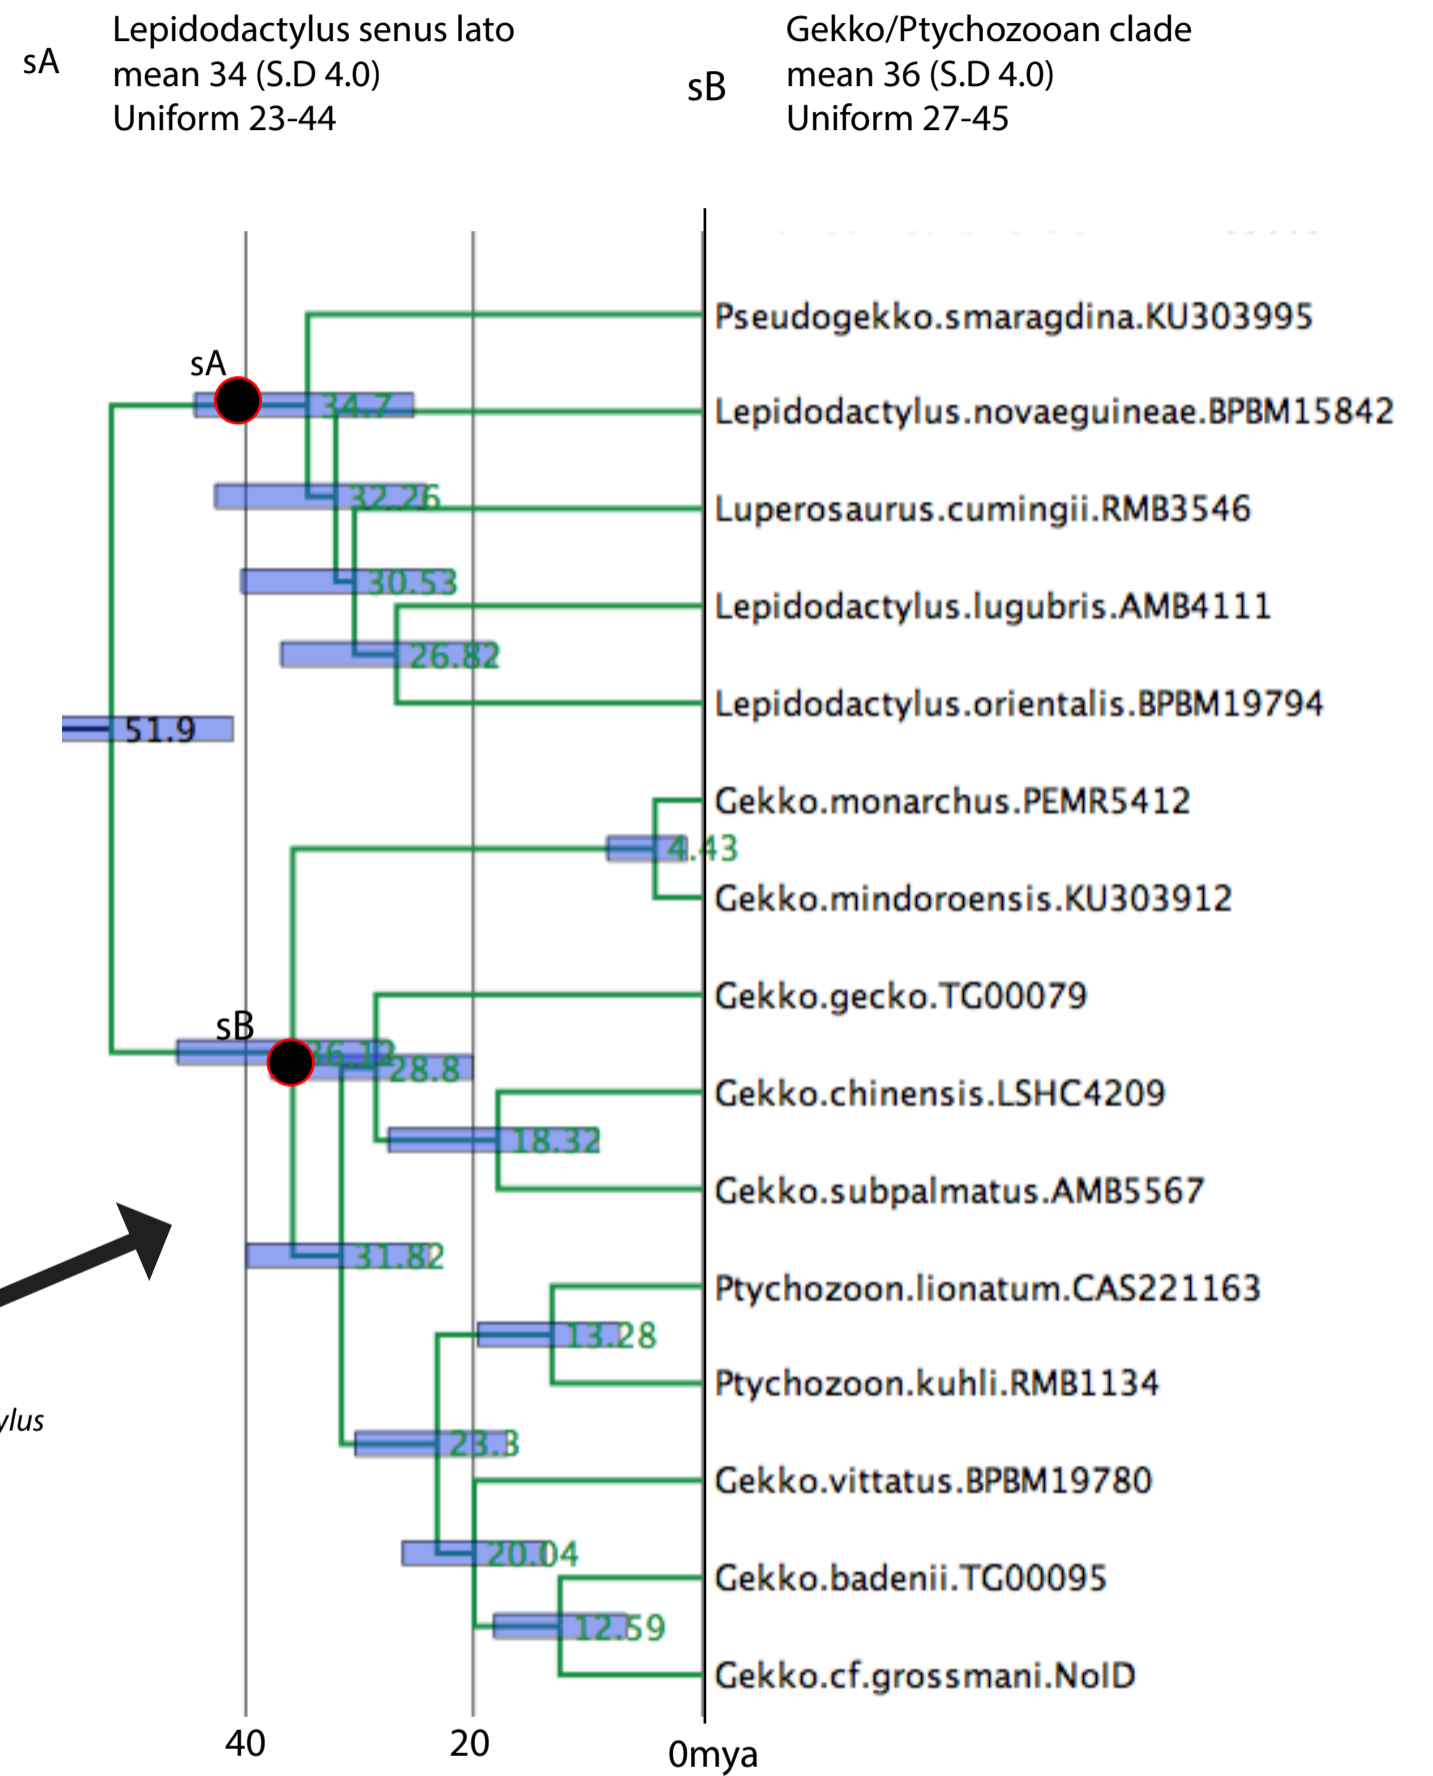 sA
Lepidodactylus senus lato
mean 34 (S.D 4.0)
Uniform 23-44
sB
Gekko/Ptychozooan clade
mean 36 (S.D 4.0)
Uniform 27-45
Pseudogekko.smaragdina.KU303995
sA
34.7
Lepidodactylus.novaeguineae.BPBM15842
32.26
Luperosaurus.cumingii.RMB3546
30.53
Lepidodactylus.lugubris.AMB4111
26.82
Lepidodactylus.orientalis.BPBM19794
51.9
Gekko.monarchus.PEMR5412
4.43
Gekko.mindoroensis.KU303912
Gekko.gecko.TG00079
sB
36.12
28.8
Gekko.chinensis.LSHC4209
18.32
Gekko.subpalmatus.AMB5567
31.82
Ptychozoon.lionatum.CAS221163
13.28
Ptychozoon.kuhli.RMB1134
ylus
23.3
Gekko.vittatus.BPBM19780
20.04
Gekko.badenii.TG00095
12.59
Gekko.cf.grossmani.NoID
40
20
0mya